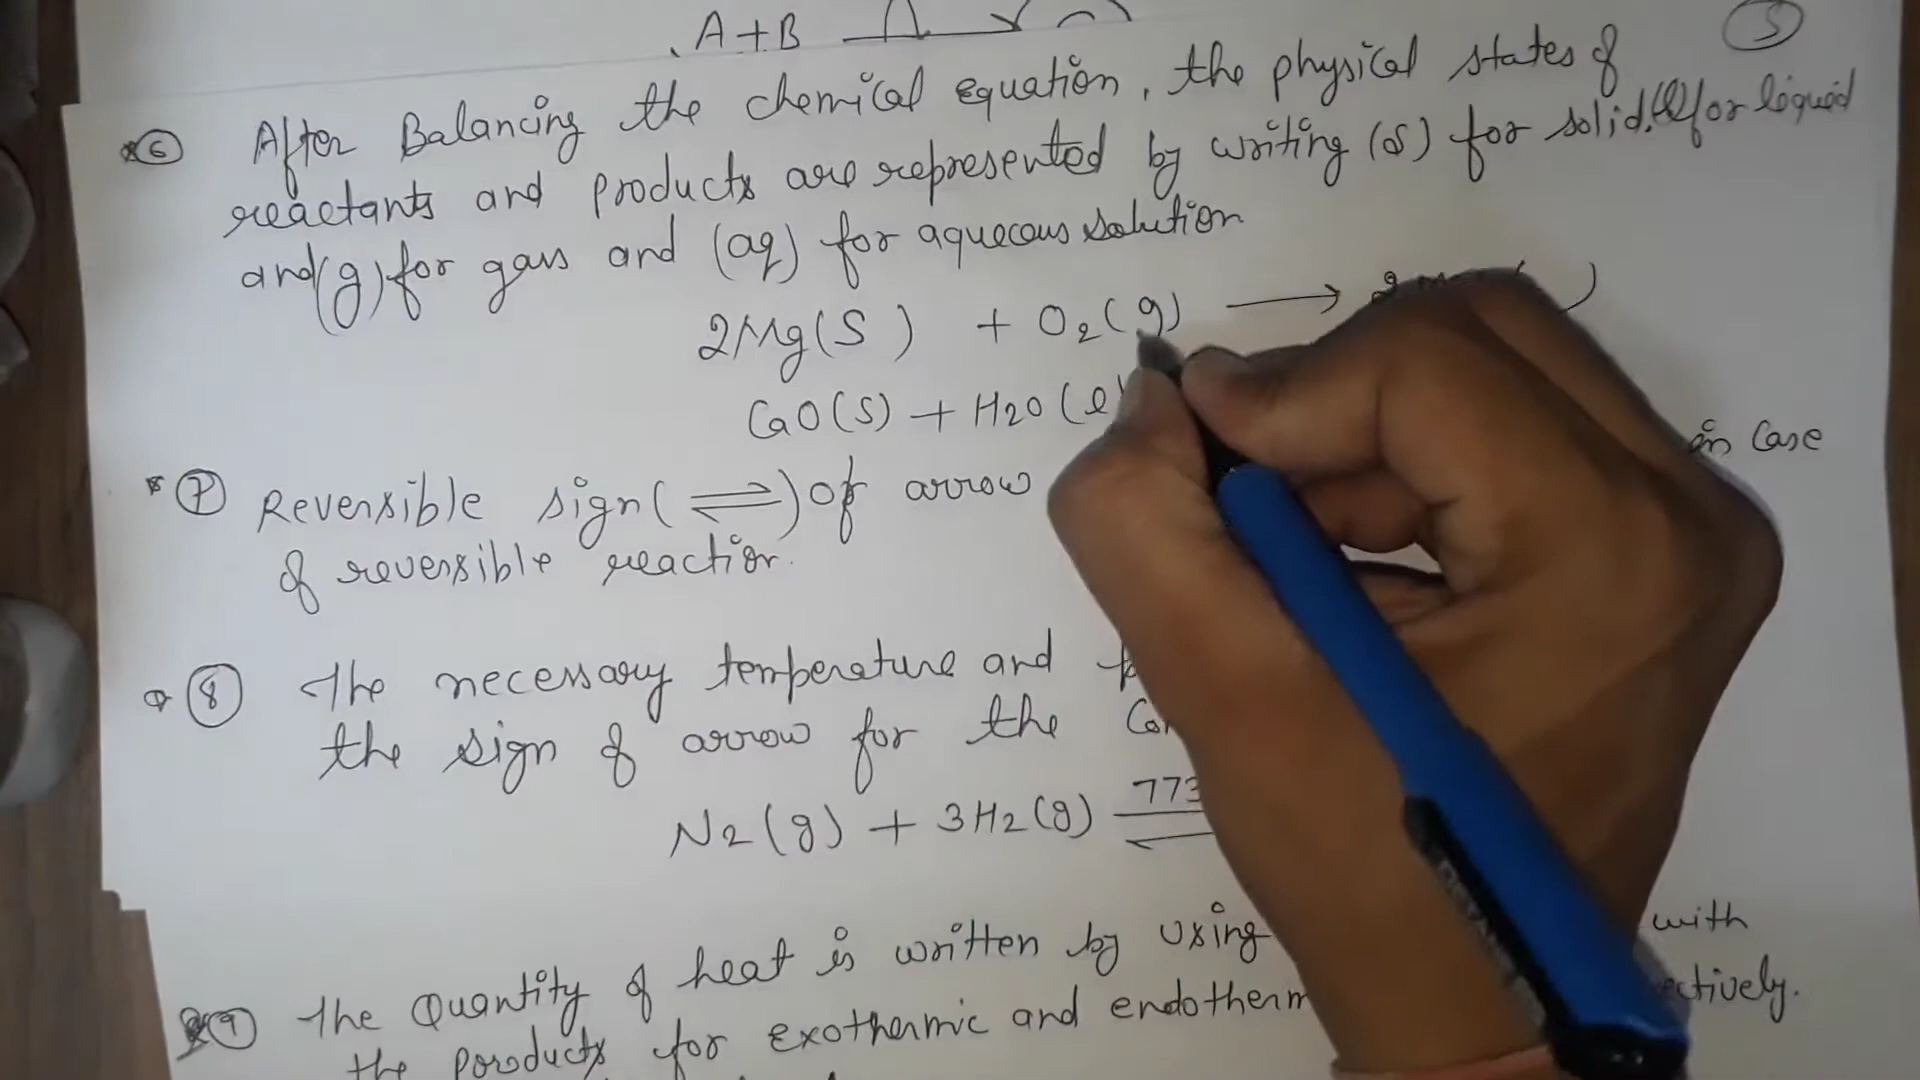 A+B
5
6 After Balancing the chemical equation, the physical states of
reactants and products are represented by writing (s) for solid, (l) for liquid
and (g) for gas and (aq) for aqueous solution
2Mg(S) + O2(g) →
CaO(S) + H2O(l)
7 Reversible sign (⇌) of arrow in Case
of reversible reaction.
8 The necessary temperature and
the sign of arrow for the
N2(g) + 3H2(g) 773
9 The Quantity of heat is written by using with
the products for exothermic and